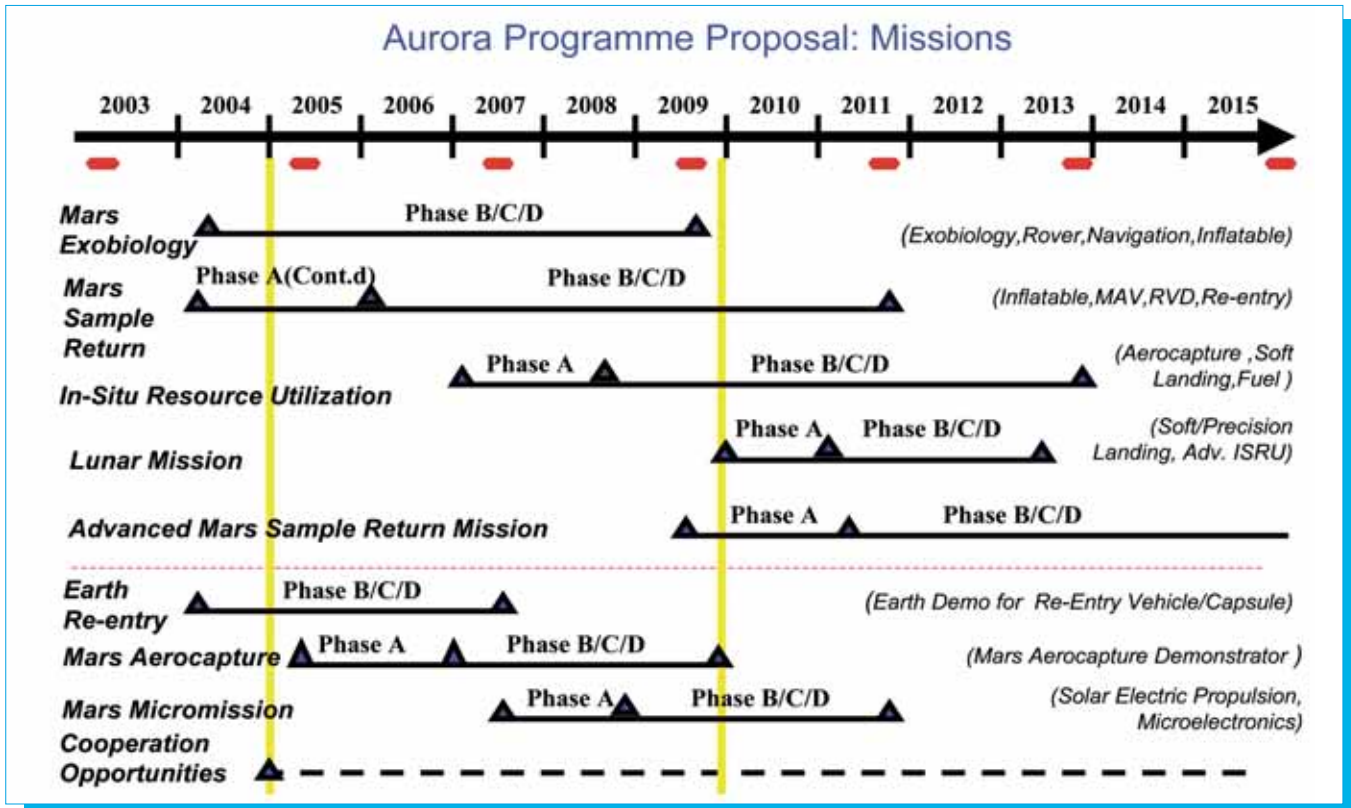 Aurora Programme Proposal: Missions
2003 2004 2005 2006 2007 2008 2009 2010 2011 2012 2013 2014 2015
Mars
Exobiology
Phase B/C/D
(Exobiology,Rover,Navigation,Inflatable)
Mars
Sample
Return
Phase A(Cont.d)
Phase B/C/D
(Inflatable,MAV,RVD,Re-entry)
In-Situ Resource Utilization
Phase A
Phase B/C/D
(Aerocapture ,Soft
Landing,Fuel )
Lunar Mission
Phase A
Phase B/C/D
(Soft/Precision
Landing, Adv. ISRU)
Advanced Mars Sample Return Mission
Phase A
Phase B/C/D
Earth
Re-entry
Phase B/C/D
(Earth Demo for Re-Entry Vehicle/Capsule)
Mars Aerocapture
Phase A
Phase B/C/D
(Mars Aerocapture Demonstrator )
Mars Micromission
Phase A
Phase B/C/D
(Solar Electric Propulsion,
Microelectronics)
Cooperation
Opportunities